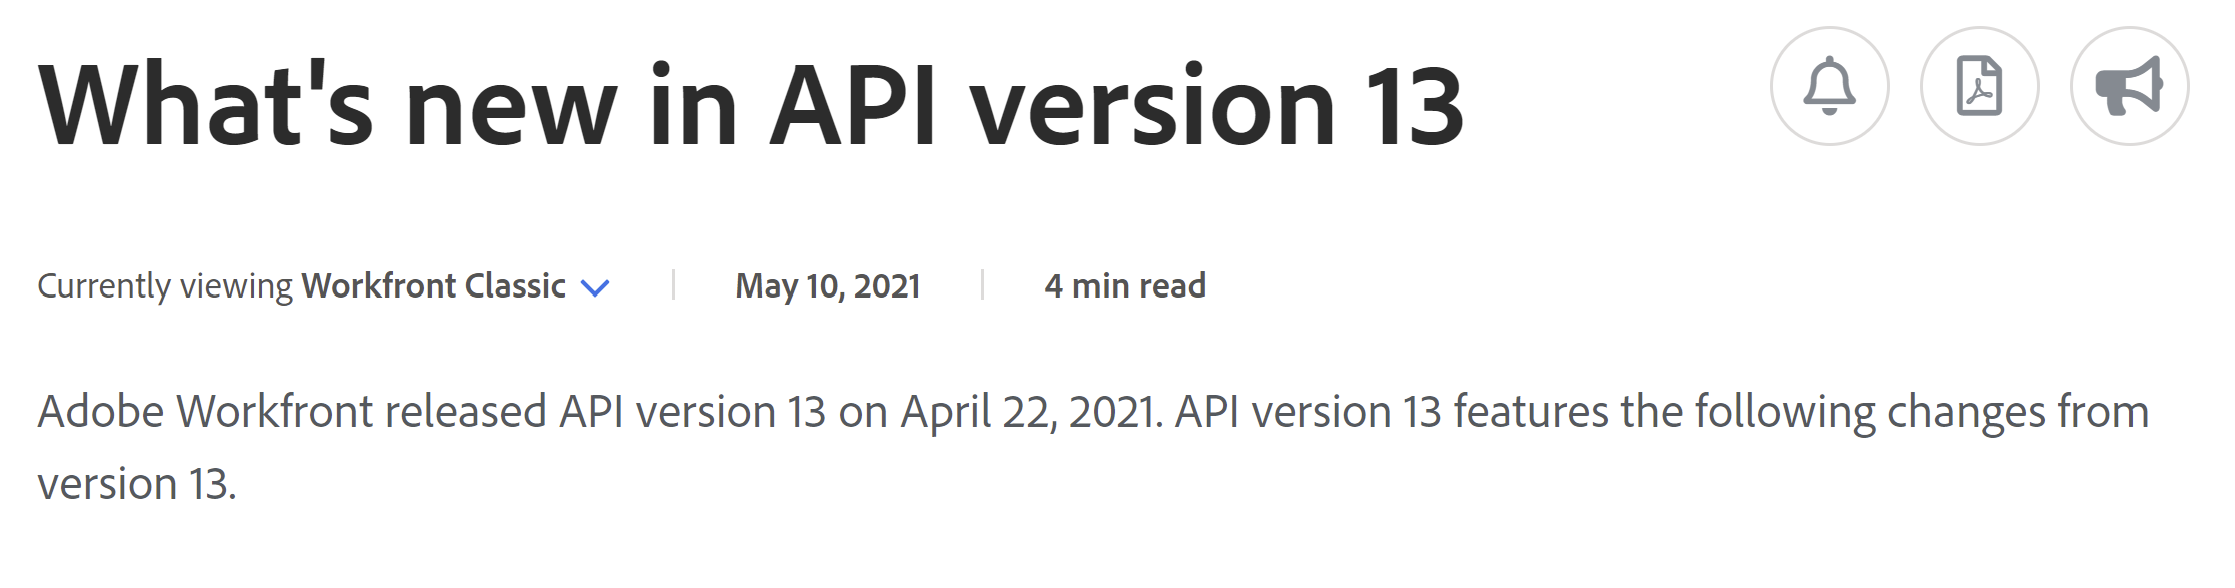 What's new in API version 13
Currently viewing Workfront Classic
May 10, 2021
4 min read
Adobe Workfront released API version 13 on April 22, 2021. API version 13 features the following changes from
version 13.